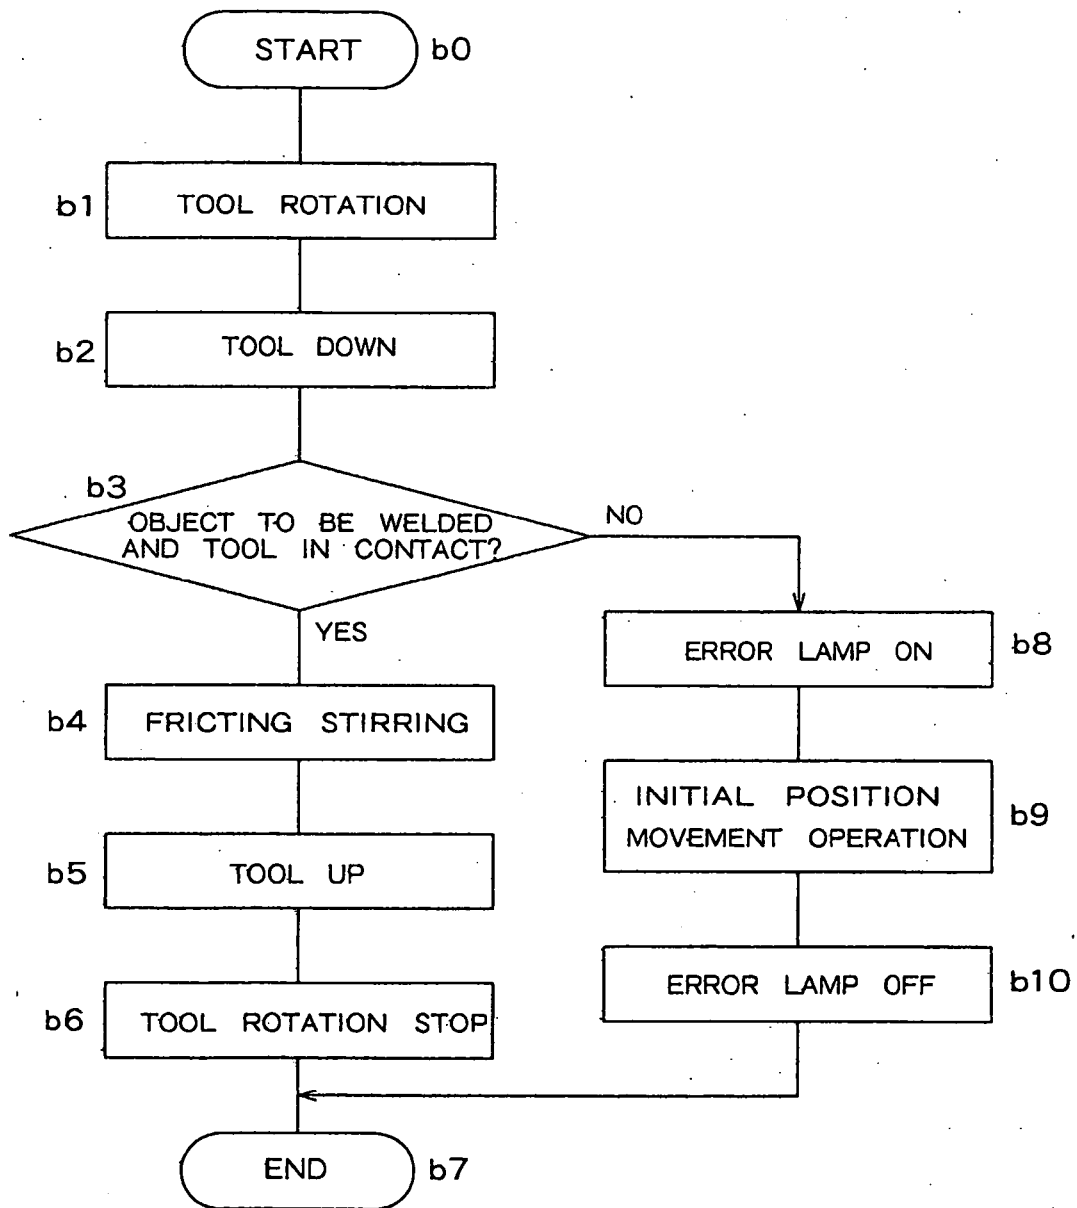 START
b0
b1
TOOL ROTATION
b2
TOOL DOWN
b3
OBJECT TO BE WELDED
AND TOOL IN CONTACT?
NO
YES
b4
FRICTING STIRRING
b5
TOOL UP
b6
TOOL ROTATION STOP
ERROR LAMP ON
b8
INITIAL POSITION
MOVEMENT OPERATION
b9
ERROR LAMP OFF
b10
END
b7